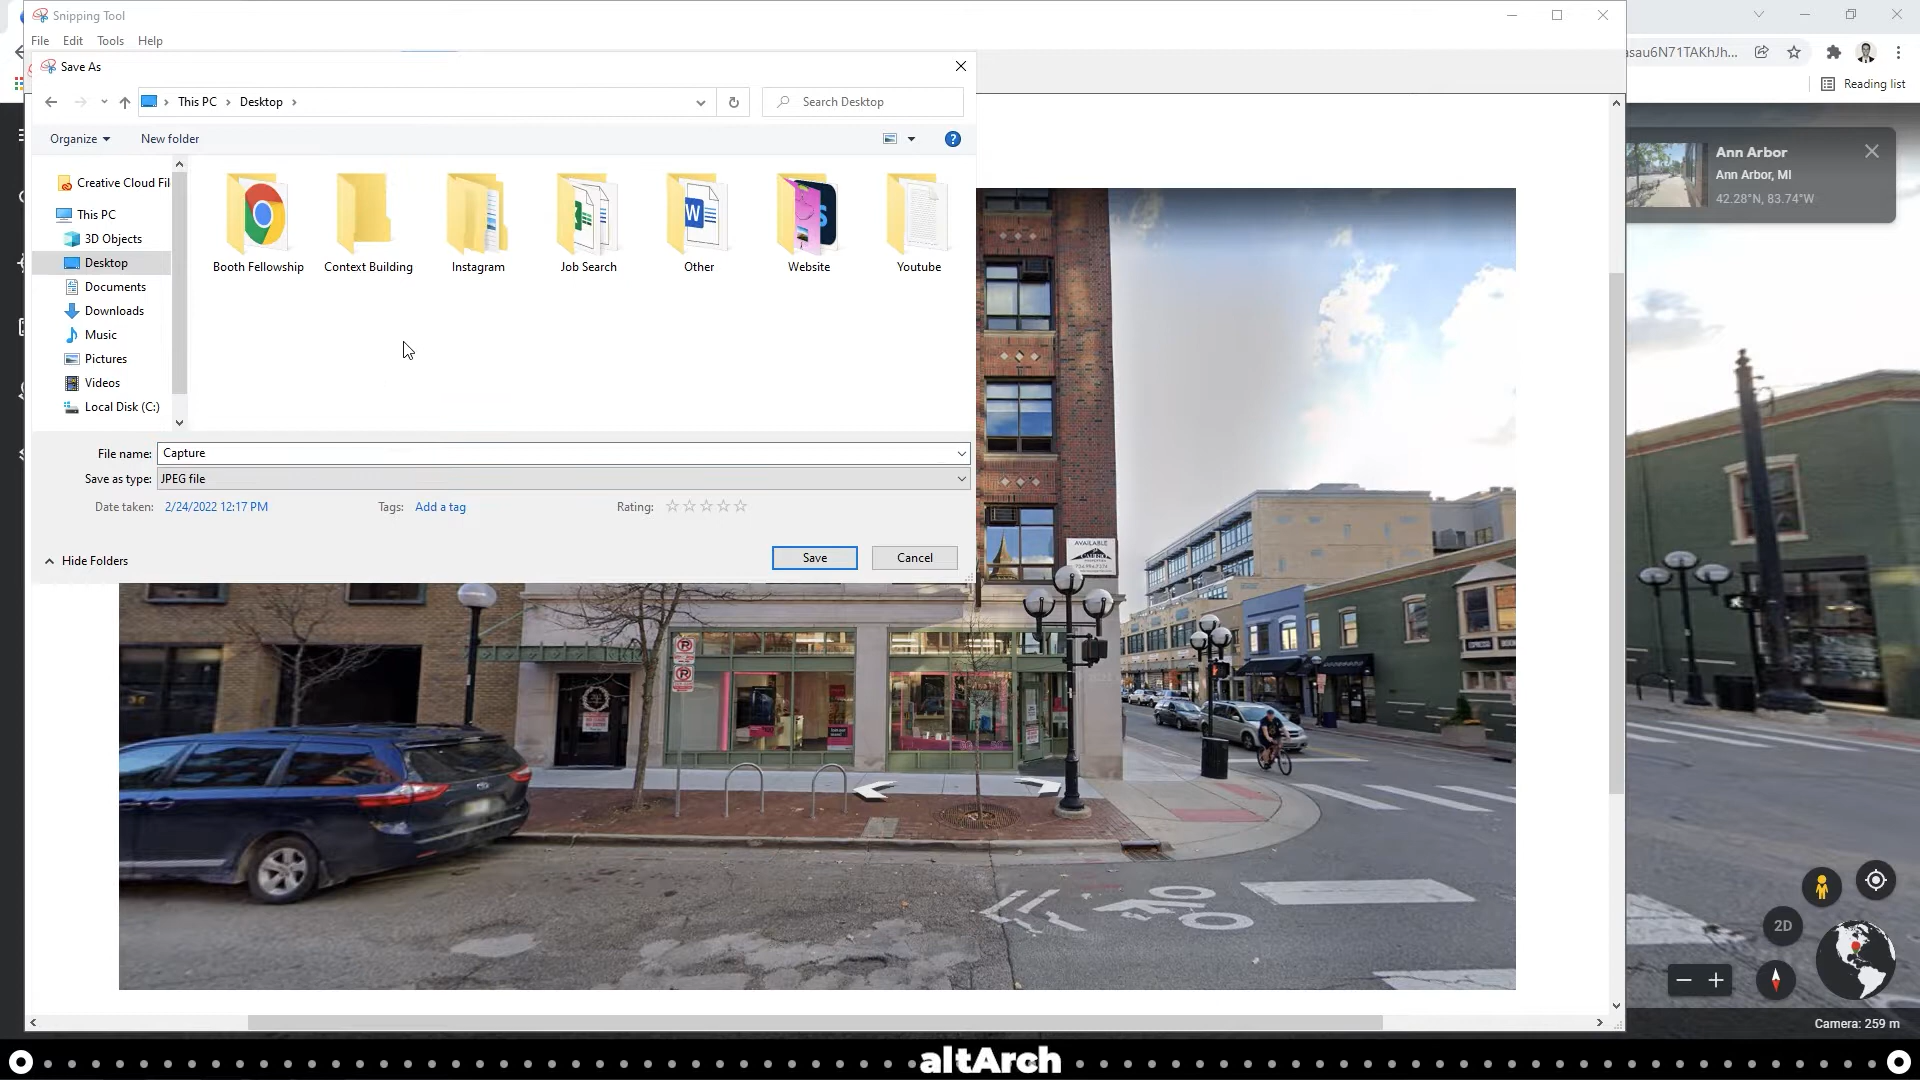 Snipping Tool
File Edit Tools Help
Save As
This PC Desktop
Search Desktop
Organize New folder
Creative Cloud Fil
This PC
3D Objects
Desktop
Documents
Downloads
Music
Pictures
Videos
Local Disk (C:)
Booth Fellowship
Context Building
Instagram
Job Search
Other
Website
Youtube
File name: Capture
Save as type: JPEG file
Date taken: 2/24/2022 12:17 PM
Tags: Add a tag
Rating:
Hide Folders
Save
Cancel
asau6N71TAKhJh...
Reading list
Ann Arbor
Ann Arbor, MI
42.28°N, 83.74°W
AVAILABLE
2D
Camera: 259 m
altArch